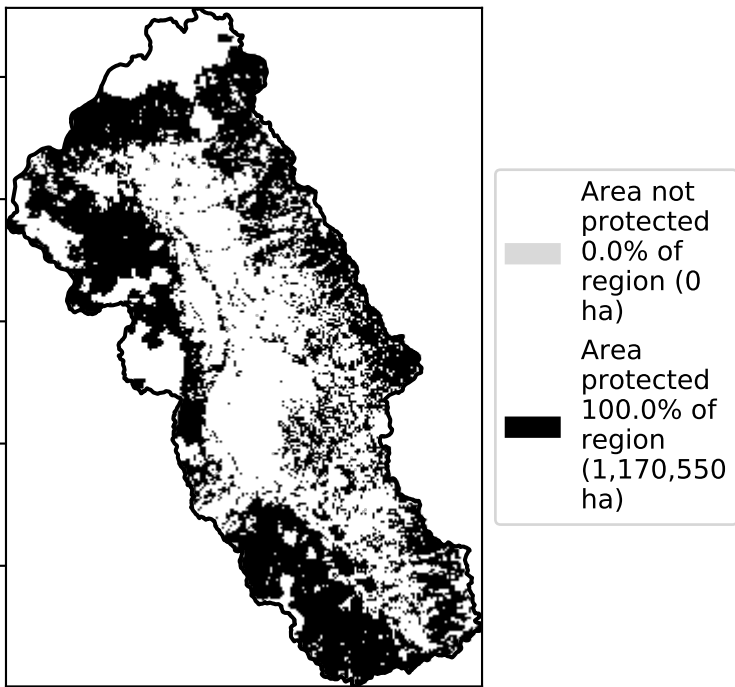 Area not
protected
0.0% of
region (0
ha)
Area
protected
100.0% of
region
(1,170,550
ha)